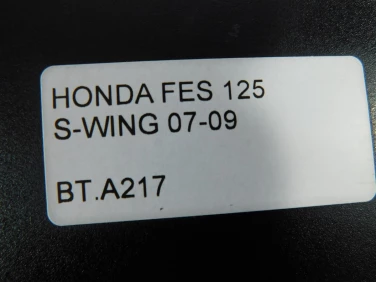 HONDA FES 125
S-WING 07-09
BT.A217